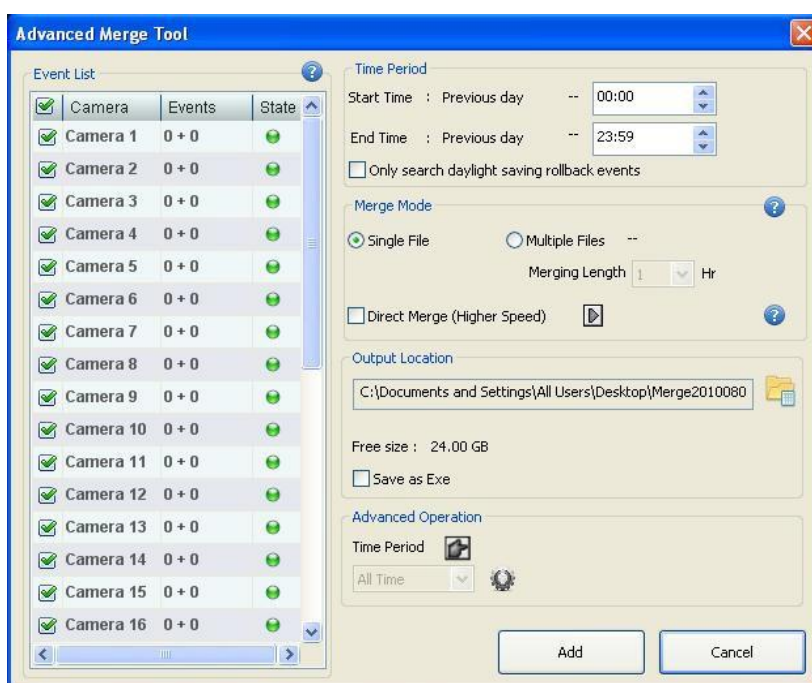 Advanced Merge Tool
Event List
Camera Events State
Camera 1 0 + 0
Camera 2 0 + 0
Camera 3 0 + 0
Camera 4 0 + 0
Camera 5 0 + 0
Camera 6 0 + 0
Camera 7 0 + 0
Camera 8 0 + 0
Camera 9 0 + 0
Camera 10 0 + 0
Camera 11 0 + 0
Camera 12 0 + 0
Camera 13 0 + 0
Camera 14 0 + 0
Camera 15 0 + 0
Camera 16 0 + 0
Time Period
Start Time : Previous day -- 00:00
End Time : Previous day -- 23:59
Only search daylight saving rollback events
Merge Mode
Single File Multiple Files --
Merging Length 1 Hr
Direct Merge (Higher Speed)
Output Location
C:\Documents and Settings\All Users\Desktop\Merge2010080
Free size : 24.00 GB
Save as Exe
Advanced Operation
Time Period
All Time
Add Cancel